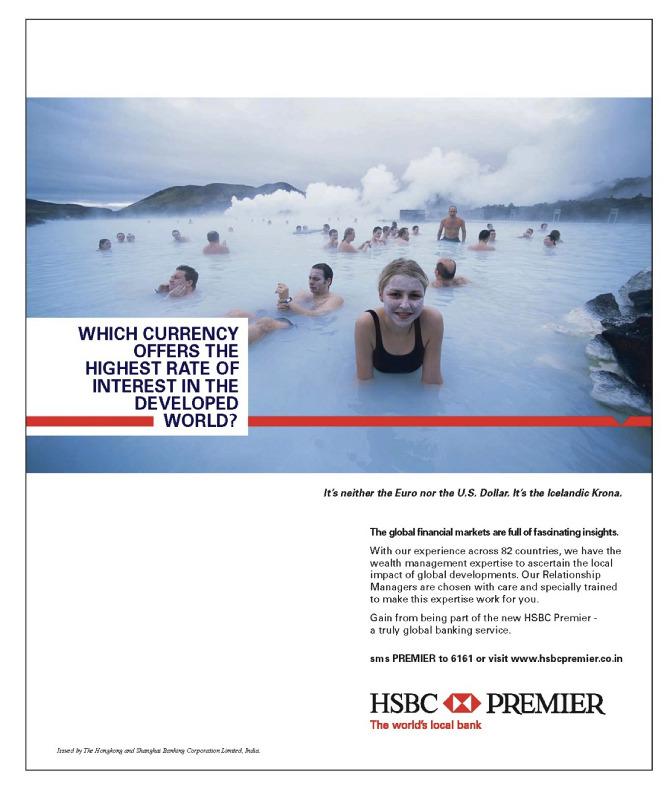 WHICH CURRENCY
OFFERS THE
HIGHEST RATE OF
INTEREST IN THE
DEVELOPED
WORLD?
It's neither the Euro nor the U.S. Dollar. It's the Icelandic Krona.
The global financial markets are full of fascinating insights.
With our experience across 82 countries, we have the
wealth management expertise to ascertain the local
impact of global developments. Our Relationship
Managers are chosen with care and specially trained
to make this expertise work for you.
Gain from being part of the new HSBC Premier -
a truly global banking service.
sms PREMIER to 6161 or visit www.hsbcpremier.co.in
HSBC PREMIER
The world's local bank
Issued by The Hongkong and Shanghai Banking Corporation Limited, India.